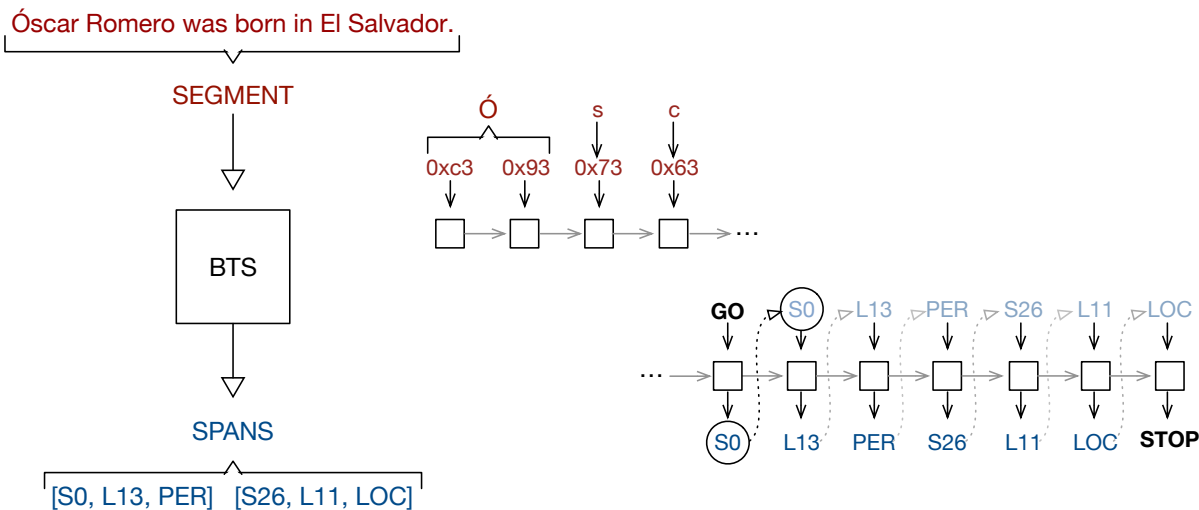 Óscar Romero was born in El Salvador.
SEGMENT
BTS
SPANS
[S0, L13, PER] [S26, L11, LOC]
Ó s c
0xc3 0x93 0x73 0x63
...
GO S0 L13 PER S26 L11 LOC
...
S0 L13 PER S26 L11 LOC STOP